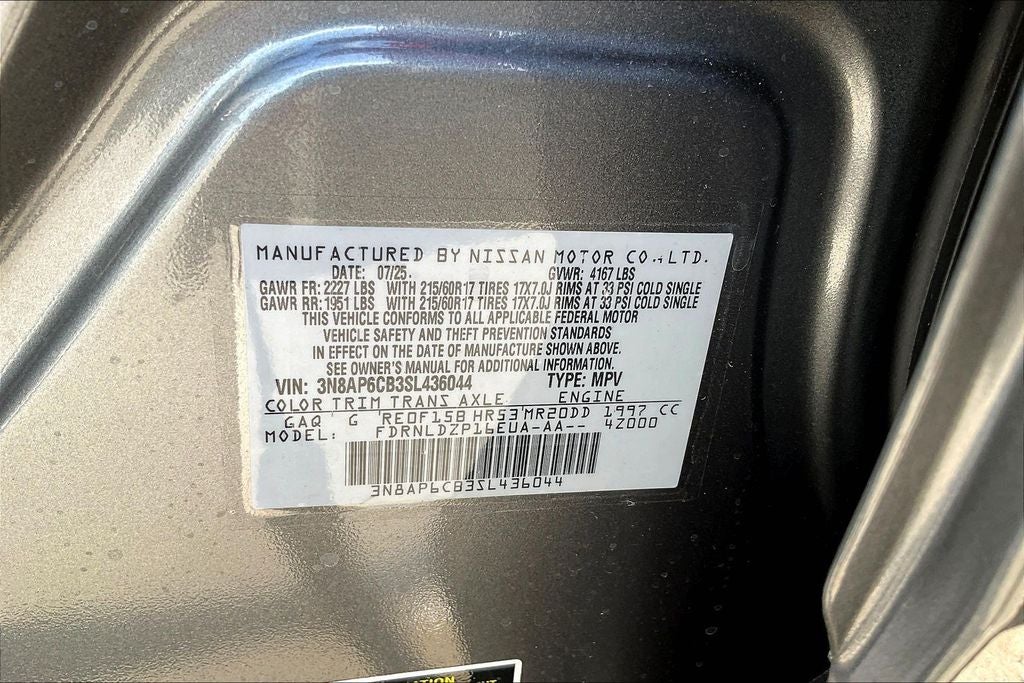 MANUFACTURED BY NISSAN MOTOR CO.,LTD.
DATE: 07/25. GVWR: 4167 LBS
GAWR FR: 2227 LBS WITH 215/60R17 TIRES 17X7.0J RIMS AT 33 PSI COLD SINGLE
GAWR RR: 1951 LBS WITH 215/60R17 TIRES 17X7.0J RIMS AT 33 PSI COLD SINGLE
THIS VEHICLE CONFORMS TO ALL APPLICABLE FEDERAL MOTOR
VEHICLE SAFETY AND THEFT PREVENTION STANDARDS
IN EFFECT ON THE DATE OF MANUFACTURE SHOWN ABOVE.
SEE OWNER'S MANUAL FOR ADDITIONAL INFORMATION.
VIN: 3N8AP6CB3SL436044 TYPE: MPV
COLOR TRIM TRANS AXLE ENGINE
GAQ G RE0F15B HR53 MR20DD 1997 CC
MODEL: FDRNLDZP16EUA-AA-- 4Z000
3N8AP6CB3SL436044